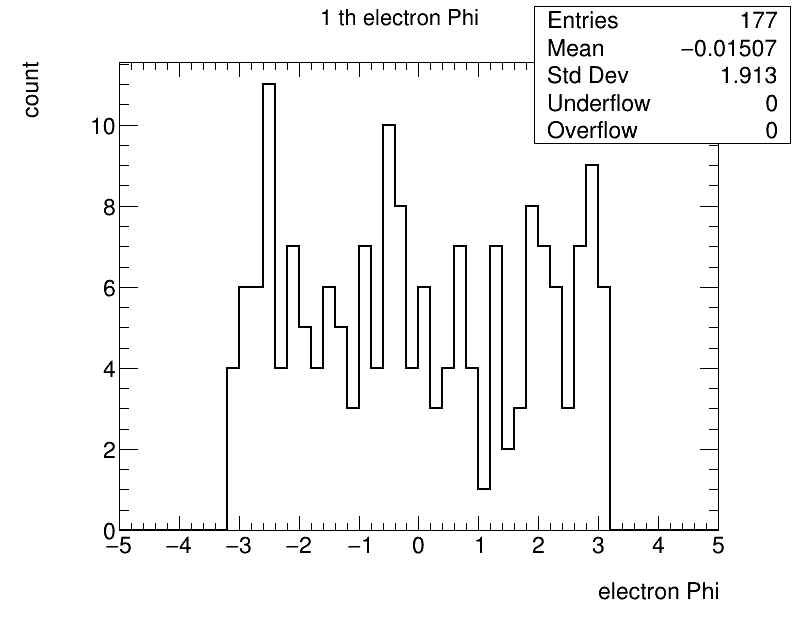 1 th electron Phi
Entries 177
Mean −0.01507
Std Dev 1.913
Underflow 0
Overflow 0
count
10
8
6
4
2
0
−5 −4 −3 −2 −1 0 1 2 3 4 5
electron Phi